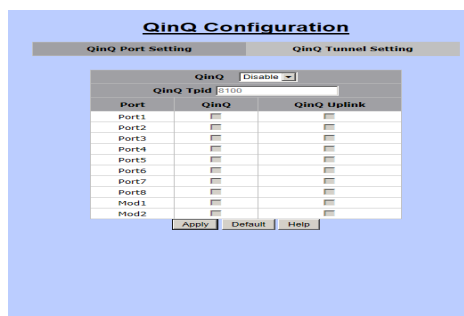 QinQ Configuration
QinQ Port Setting QinQ Tunnel Setting
QinQ Disable
QinQ Tpid 8100
Port QinQ QinQ Uplink
Port1
Port2
Port3
Port4
Port5
Port6
Port7
Port8
Mod1
Mod2
Apply Default Help